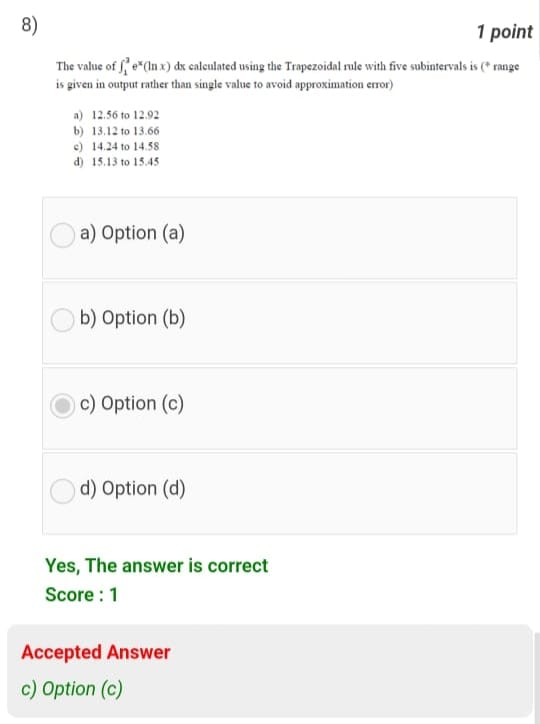 8)
1 point
The value of ∫₁³ eˣ(ln x) dx calculated using the Trapezoidal rule with five subintervals is (* range
is given in output rather than single value to avoid approximation error)
a) 12.56 to 12.92
b) 13.12 to 13.66
c) 14.24 to 14.58
d) 15.13 to 15.45
a) Option (a)
b) Option (b)
c) Option (c)
d) Option (d)
Yes, The answer is correct
Score : 1
Accepted Answer
c) Option (c)